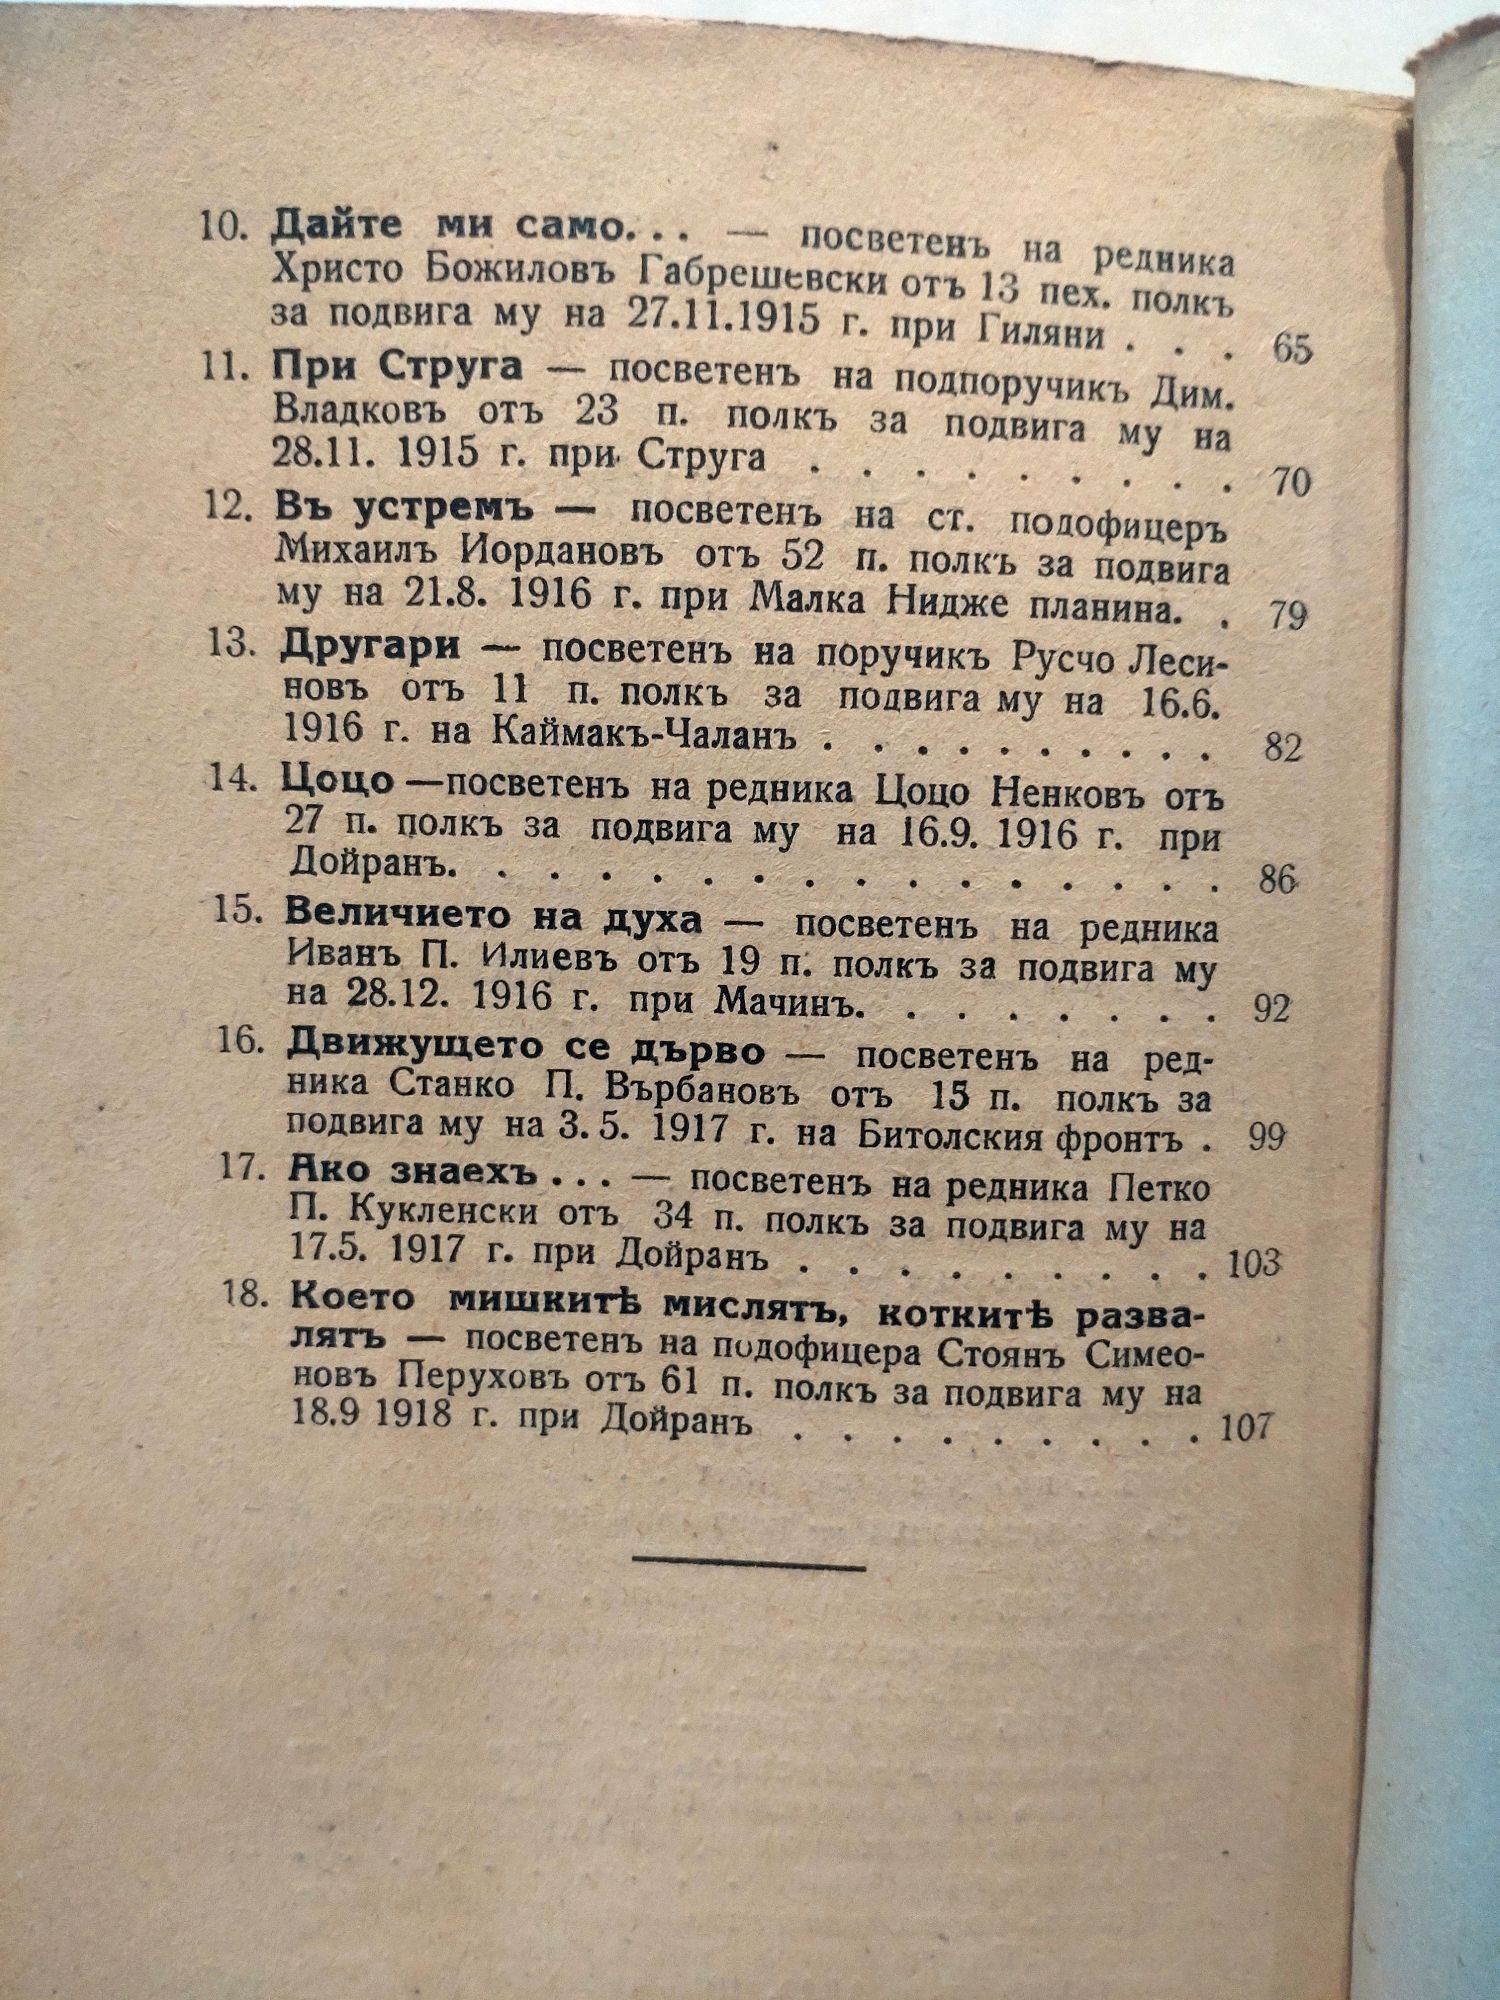 10. Дайте ми само... — посветенъ на редника
Христо Божиловъ Габрешевски отъ 13 пех. полкъ
за подвига му на 27.11.1915 г. при Гиляни . . . 65
11. При Струга — посветенъ на подпоручикъ Дим.
Владковъ отъ 23 п. полкъ за подвига му на
28.11. 1915 г. при Струга . . . . . . . . . 70
12. Въ устремъ — посветенъ на ст. подофицеръ
Михаилъ Йордановъ отъ 52 п. полкъ за подвига
му на 21.8. 1916 г. при Малка Нидже планина. . 79
13. Другари — посветенъ на поручикъ Русчо Леси-
новъ отъ 11 п. полкъ за подвига му на 16.6.
1916 г. на Каймакъ-Чаланъ . . . . . . . . . 82
14. Цоцо —посветенъ на редника Цоцо Ненковъ отъ
27 п. полкъ за подвига му на 16.9. 1916 г. при
Дойранъ. . . . . . . . . . . . . . . . 86
15. Величието на духа — посветенъ на редника
Иванъ П. Илиевъ отъ 19 п. полкъ за подвига му
на 28.12. 1916 г. при Мачинъ. . . . . . . . 92
16. Движущето се дърво — посветенъ на ред-
ника Станко П. Върбановъ отъ 15 п. полкъ за
подвига му на 3.5. 1917 г. на Битолския фронтъ . 99
17. Ако знаехъ... — посветенъ на редника Петко
П. Кукленски отъ 34 п. полкъ за подвига му на
17.5. 1917 г. при Дойранъ . . . . . . . . . 103
18. Което мишкитѣ мислятъ, коткитѣ разва-
лятъ — посветенъ на подофицера Стоянъ Симео-
новъ Перуховъ отъ 61 п. полкъ за подвига му на
18.9 1918 г. при Дойранъ . . . . . . . . . 107